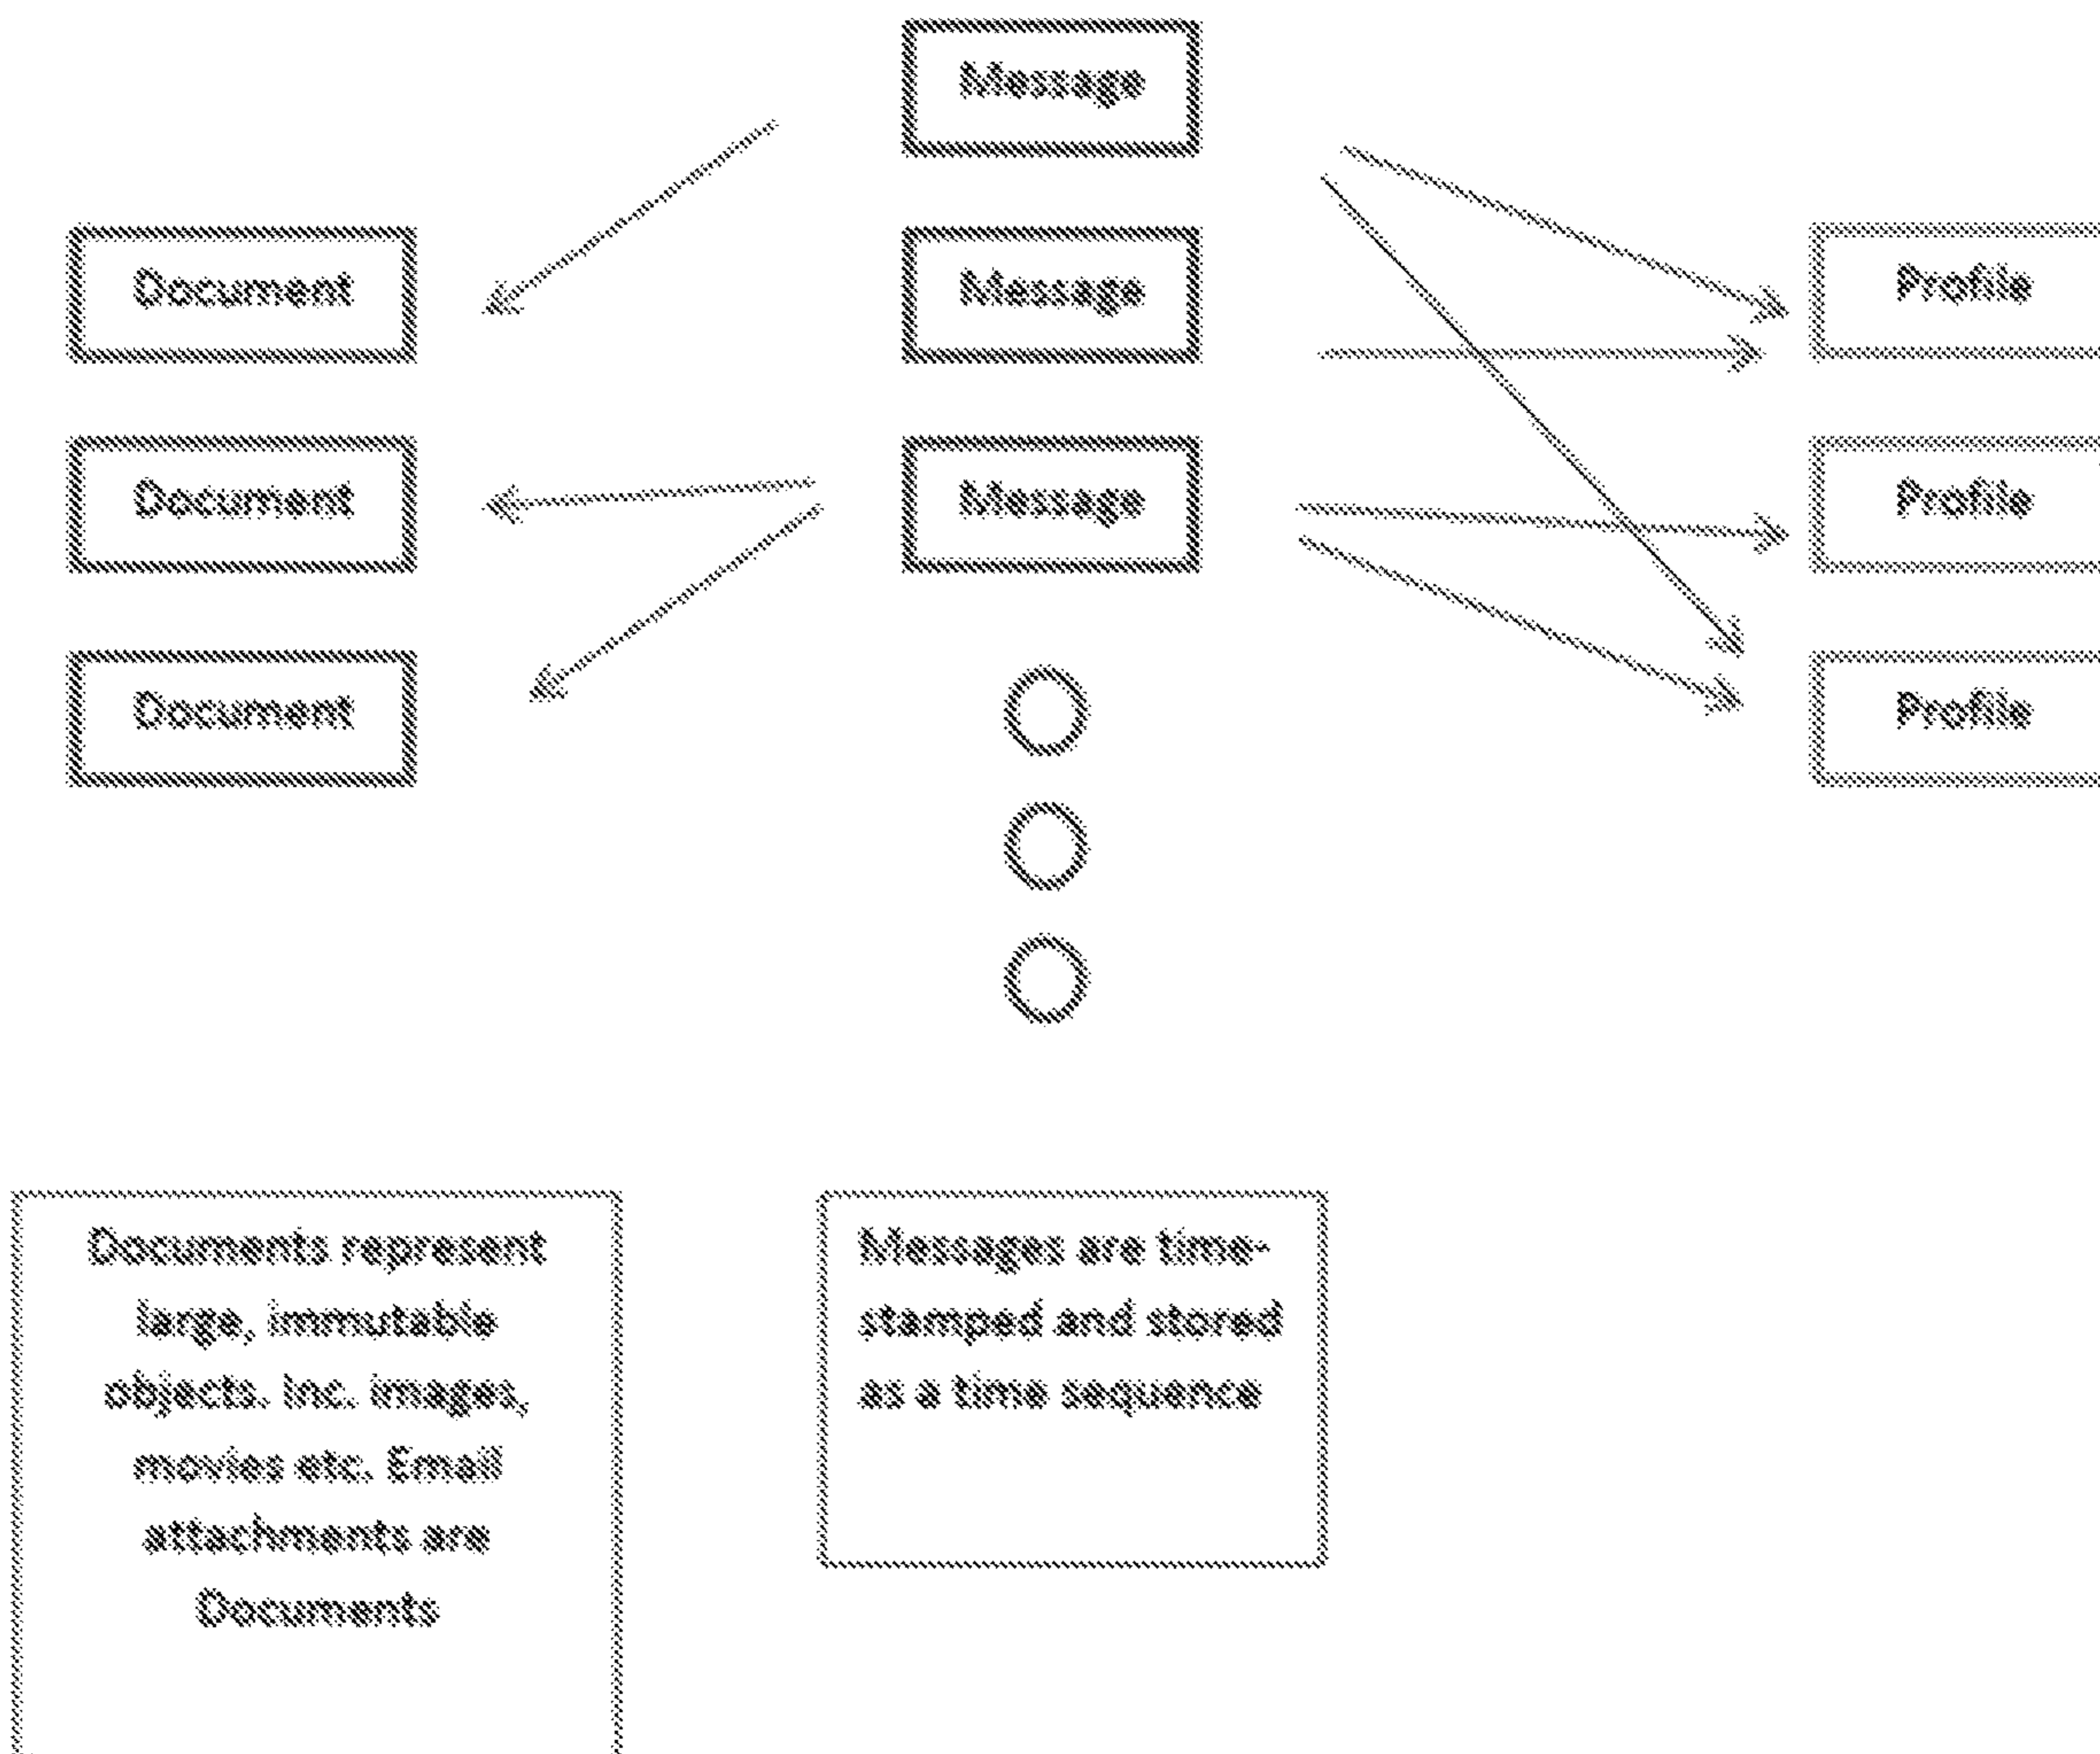 Message
Document
Message
Profile
Document
Message
Profile
Document
Profile
Documents represent
large, immutable
objects. Inc. images,
movies etc. Email
attachments are
Documents
Messages are time-
stamped and stored
as a time sequence